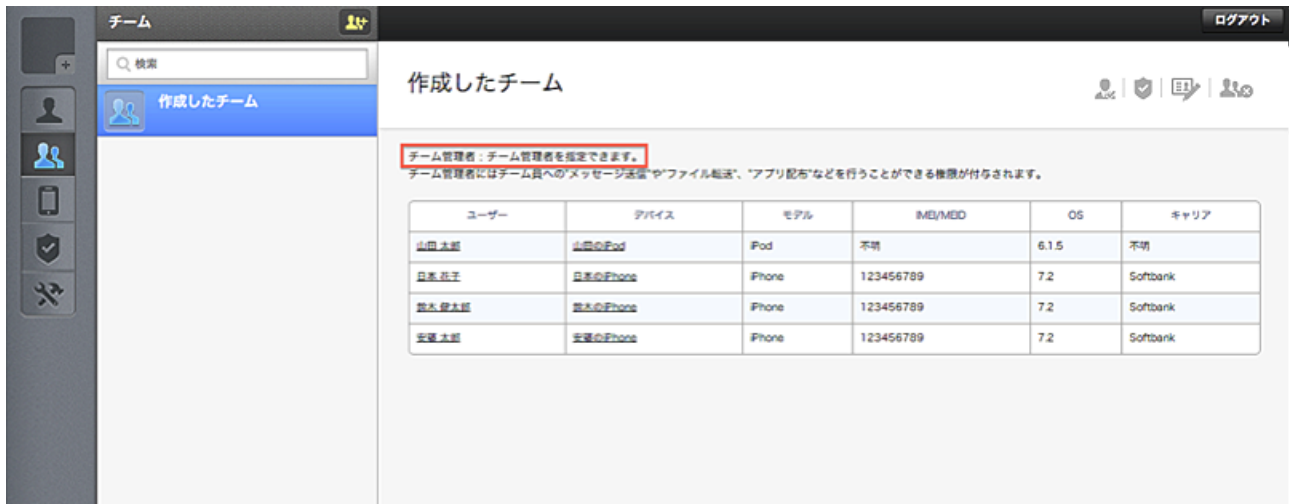 チーム
ログアウト
検索
作成したチーム
作成したチーム
チーム管理者：チーム管理者を指定できます。
チーム管理者にはチーム員への"メッセージ送信"や"ファイル転送"、"アプリ配布"などを行うことができる権限が付与されます。
ユーザー デバイス モデル IMEI/MEID OS キャリア
山田 太郎 山田のiPod iPod 不明 6.1.5 不明
日本 花子 日本のiPhone iPhone 123456789 7.2 Softbank
鈴木 健太郎 鈴木のiPhone iPhone 123456789 7.2 Softbank
安藤 太郎 安藤のiPhone iPhone 123456789 7.2 Softbank